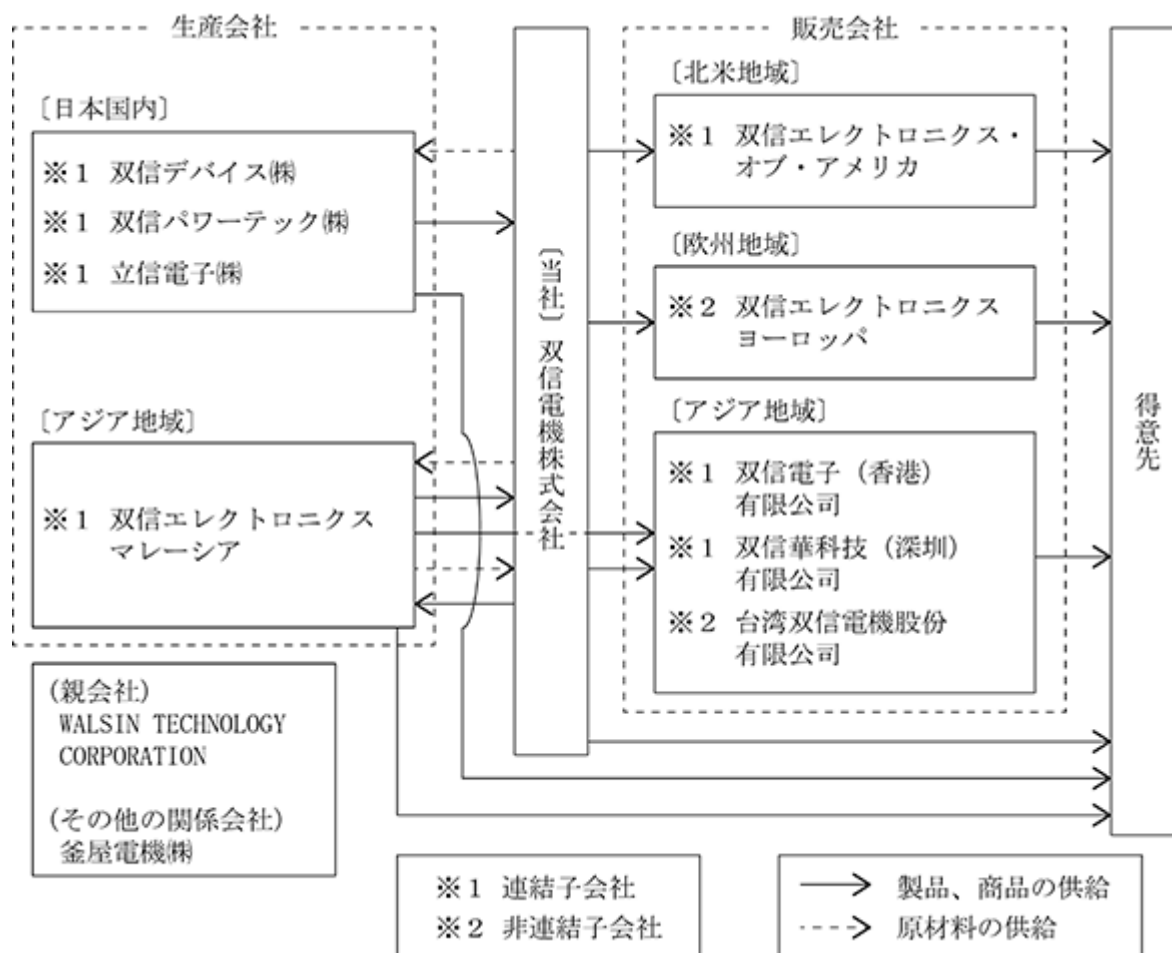 生産会社
〔日本国内〕
※1 双信デバイス㈱
※1 双信パワーテック㈱
※1 立信電子㈱
〔アジア地域〕
※1 双信エレクトロニクス
マレーシア
(親会社)
WALSIN TECHNOLOGY
CORPORATION
(その他の関係会社)
釜屋電機㈱
〔当社〕双信電機株式会社
販売会社
〔北米地域〕
※1 双信エレクトロニクス・
オブ・アメリカ
〔欧州地域〕
※2 双信エレクトロニクス
ヨーロッパ
〔アジア地域〕
※1 双信電子（香港）
有限公司
※1 双信華科技（深圳）
有限公司
※2 台湾双信電機股份
有限公司
得意先
※1 連結子会社
※2 非連結子会社
製品、商品の供給
原材料の供給